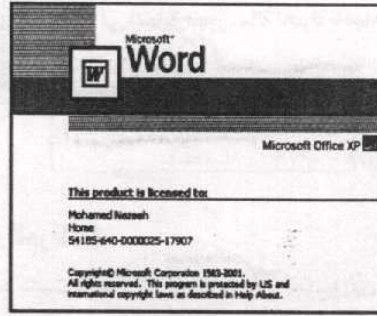 Microsoft®
Word
Microsoft Office XP
This product is licensed to:
Mohamed Nazeeh
Home
54185-640-0000025-17907
Copyright© Microsoft Corporation 1983-2001.
All rights reserved. This program is protected by US and
international copyright laws as described in Help About.